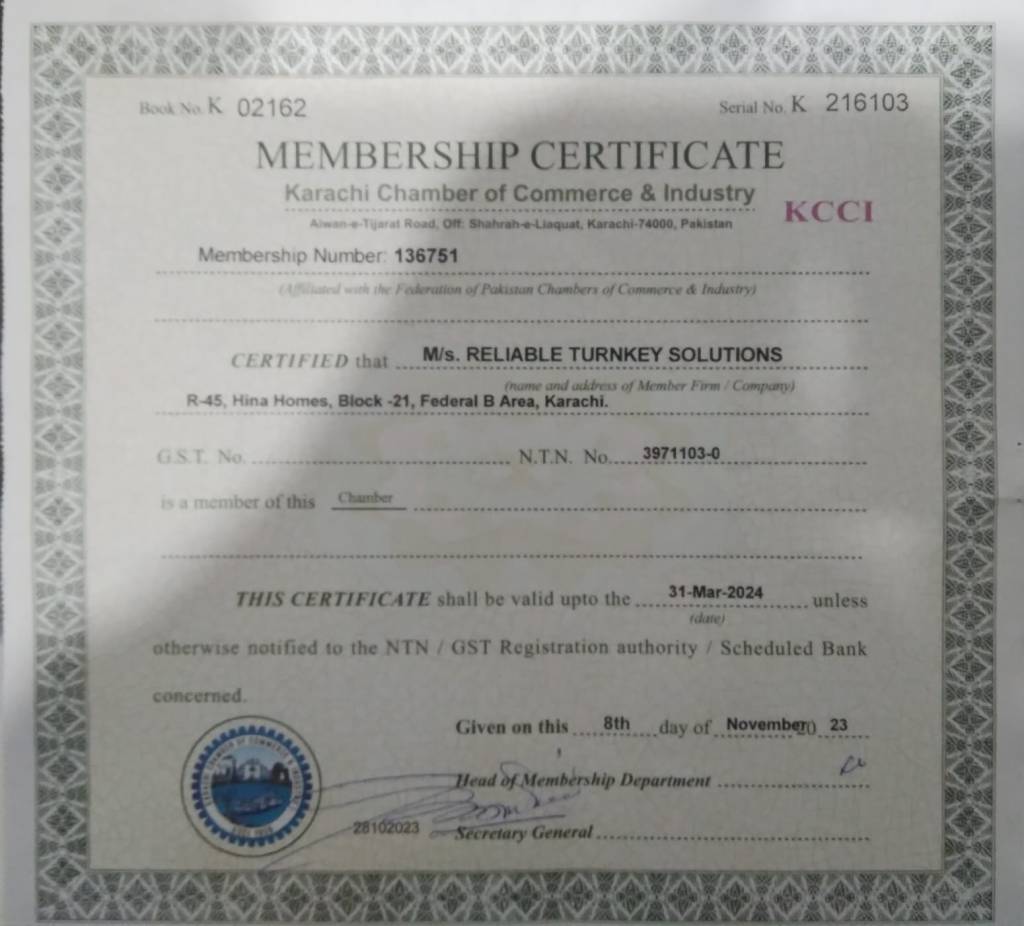 Book No. K 02162
Serial No. K 216103
MEMBERSHIP CERTIFICATE
Karachi Chamber of Commerce & Industry
KCCI
Aiwan-e-Tijarat Road, Off: Shahrah-e-Liaquat, Karachi-74000, Pakistan
Membership Number: 136751
(Affiliated with the Federation of Pakistan Chambers of Commerce & Industry)
CERTIFIED that M/s. RELIABLE TURNKEY SOLUTIONS
(name and address of Member Firm / Company)
R-45, Hina Homes, Block -21, Federal B Area, Karachi.
G.S.T. No. N.T.N. No. 3971103-0
is a member of this Chamber
THIS CERTIFICATE shall be valid upto the 31-Mar-2024 unless
(date)
otherwise notified to the NTN / GST Registration authority / Scheduled Bank
concerned.
Given on this 8th day of November 23
Head of Membership Department
28102023
Secretary General